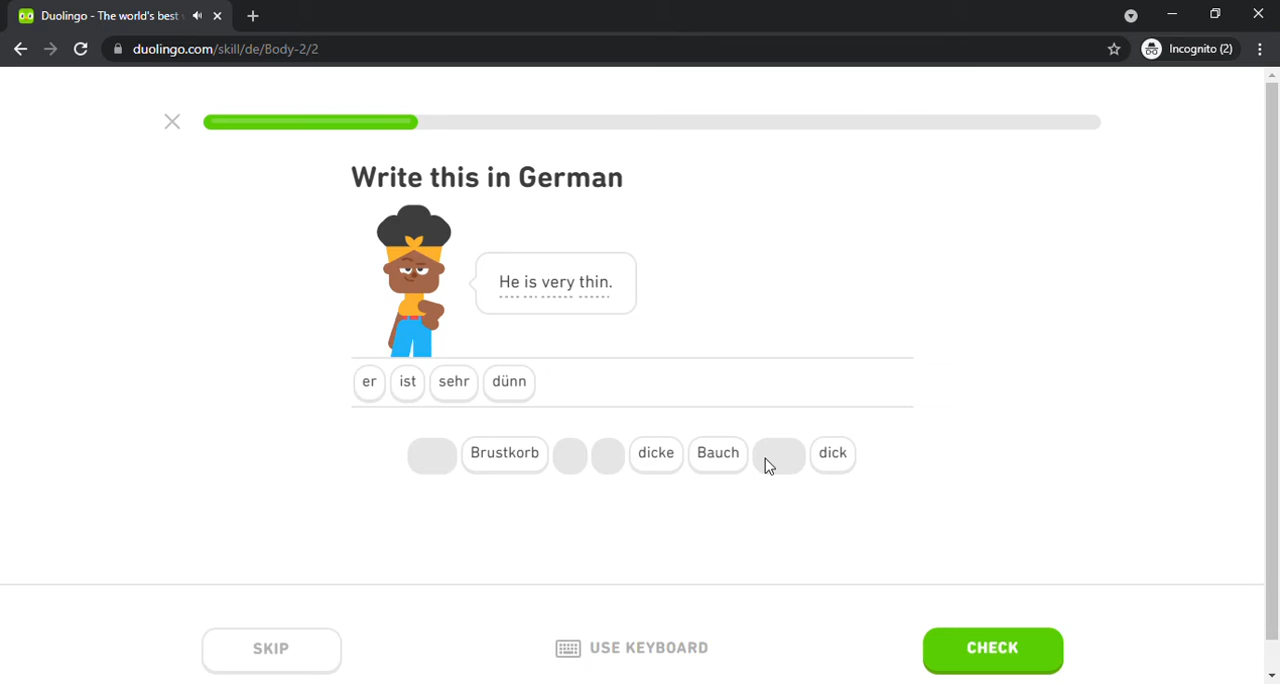 Duolingo - The world's best
duolingo.com/skill/de/Body-2/2
Incognito (2)
Write this in German
He is very thin.
er ist sehr dünn
Brustkorb dicke Bauch dick
SKIP USE KEYBOARD CHECK